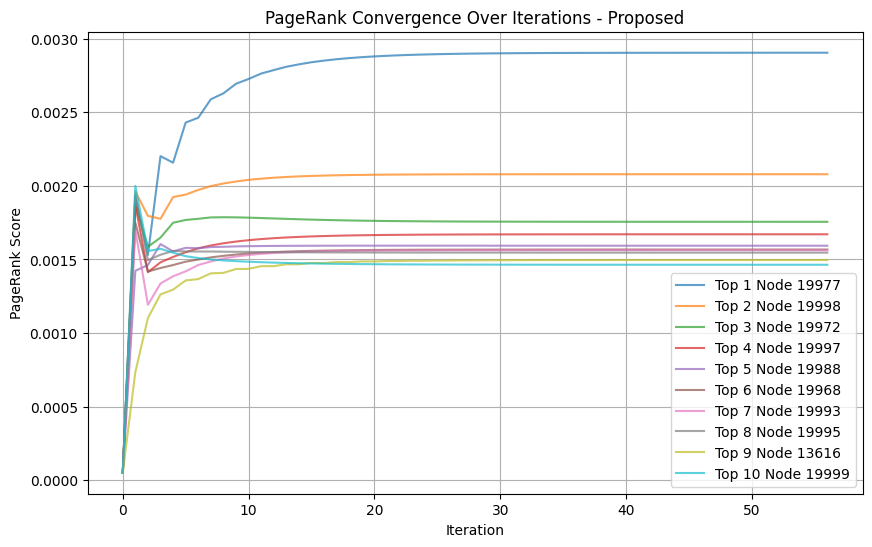 PageRank Convergence Over Iterations - Proposed
PageRank Score
0.0030
0.0025
0.0020
0.0015
0.0010
0.0005
0.0000
0
10
20
30
40
50
Iteration
Top 1 Node 19977
Top 2 Node 19998
Top 3 Node 19972
Top 4 Node 19997
Top 5 Node 19988
Top 6 Node 19968
Top 7 Node 19993
Top 8 Node 19995
Top 9 Node 13616
Top 10 Node 19999